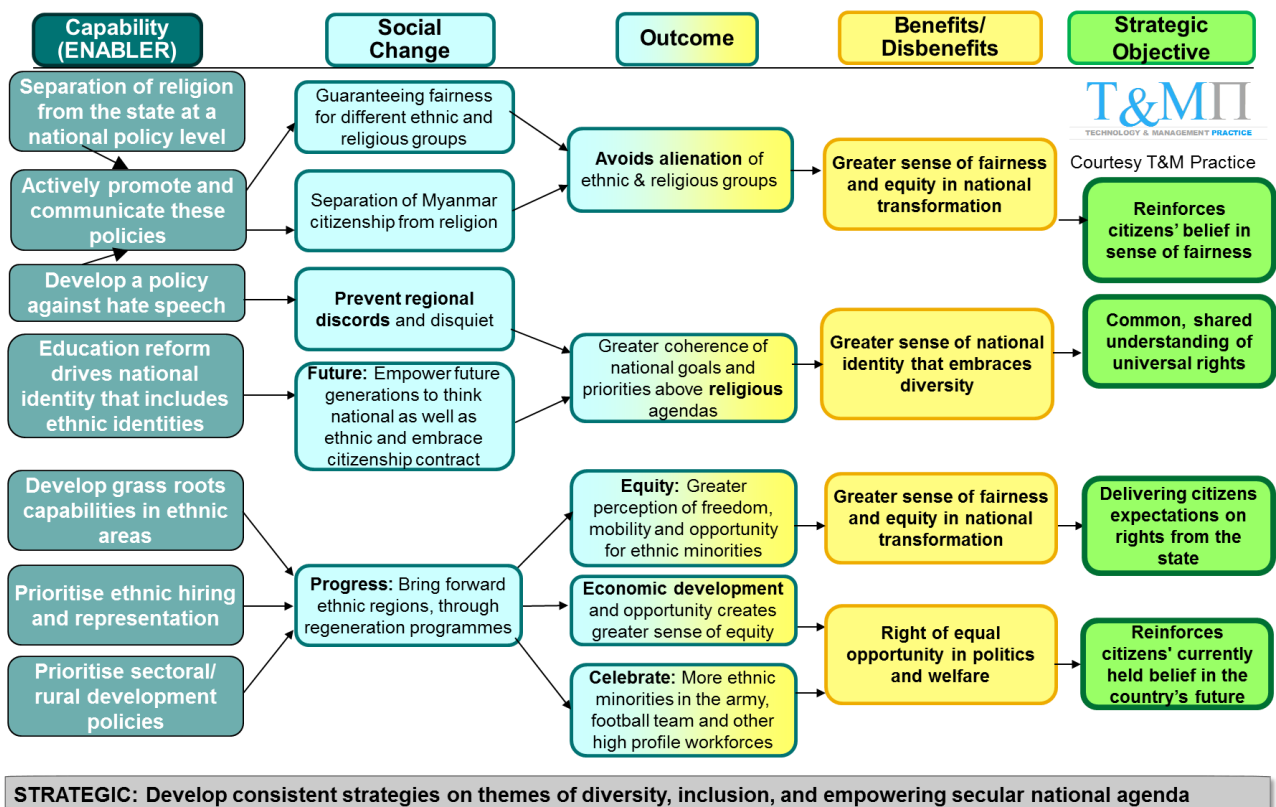 Capability
(ENABLER)
Social
Change
Outcome
Benefits/
Disbenefits
Strategic
Objective
Separation of religion
from the state at a
national policy level
Actively promote and
communicate these
policies
Develop a policy
against hate speech
Education reform
drives national
identity that includes
ethnic identities
Develop grass roots
capabilities in ethnic
areas
Prioritise ethnic hiring
and representation
Prioritise sectoral/
rural development
policies
Guaranteeing fairness
for different ethnic and
religious groups
Separation of Myanmar
citizenship from religion
Prevent regional
discords and disquiet
Future: Empower future
generations to think
national as well as
ethnic and embrace
citizenship contract
Progress: Bring forward
ethnic regions, through
regeneration programmes
Avoids alienation of
ethnic & religious groups
Greater coherence of
national goals and
priorities above religious
agendas
Equity: Greater
perception of freedom,
mobility and opportunity
for ethnic minorities
Economic development
and opportunity creates
greater sense of equity
Celebrate: More ethnic
minorities in the army,
football team and other
high profile workforces
Greater sense of fairness
and equity in national
transformation
Greater sense of national
identity that embraces
diversity
Greater sense of fairness
and equity in national
transformation
Right of equal
opportunity in politics
and welfare
T&MΠ
TECHNOLOGY & MANAGEMENT PRACTICE
Courtesy T&M Practice
Reinforces
citizens' belief in
sense of fairness
Common, shared
understanding of
universal rights
Delivering citizens
expectations on
rights from the
state
Reinforces
citizens' currently
held belief in the
country's future
STRATEGIC: Develop consistent strategies on themes of diversity, inclusion, and empowering secular national agenda